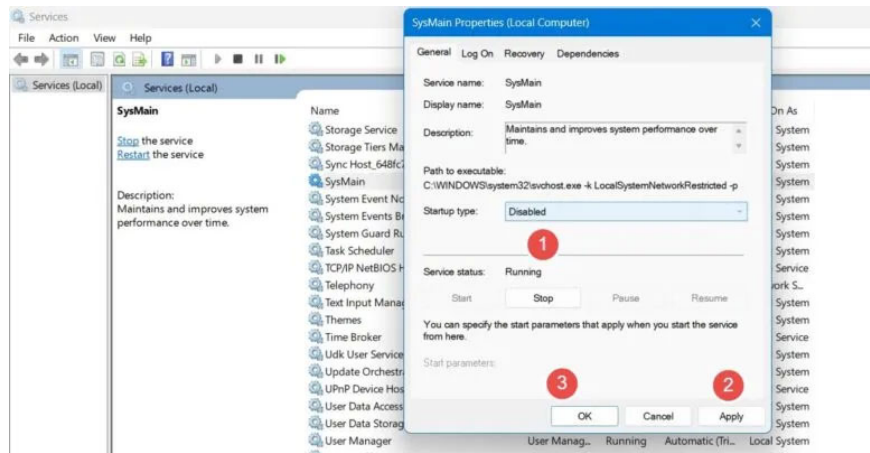 Services
File Action View Help
Services (Local)
Services (Local)
SysMain
Stop the service
Restart the service
Description:
Maintains and improves system
performance over time.
Name
Storage Service
Storage Tiers Ma
Sync Host_648fc7
SysMain
System Event No
System Events Br
System Guard Ru
Task Scheduler
TCP/IP NetBIOS H
Telephony
Text Input Manag
Themes
Time Broker
Udk User Service
Update Orchestr
UPnP Device Hos
User Data Access
User Data Storag
User Manager
SysMain Properties (Local Computer)
General Log On Recovery Dependencies
Service name: SysMain
Display name: SysMain
Description: Maintains and improves system performance over
time.
Path to executable:
C:\WINDOWS\system32\svchost.exe -k LocalSystemNetworkRestricted -p
Startup type: Disabled
1
Service status: Running
Start Stop Pause Resume
You can specify the start parameters that apply when you start the service
from here.
Start parameters:
3 2
OK Cancel Apply
User Manag... Running Automatic (Tri... Local System
On As
System
System
System
System
System
System
System
System
Service
ork S...
System
System
Service
System
System
Service
System
System